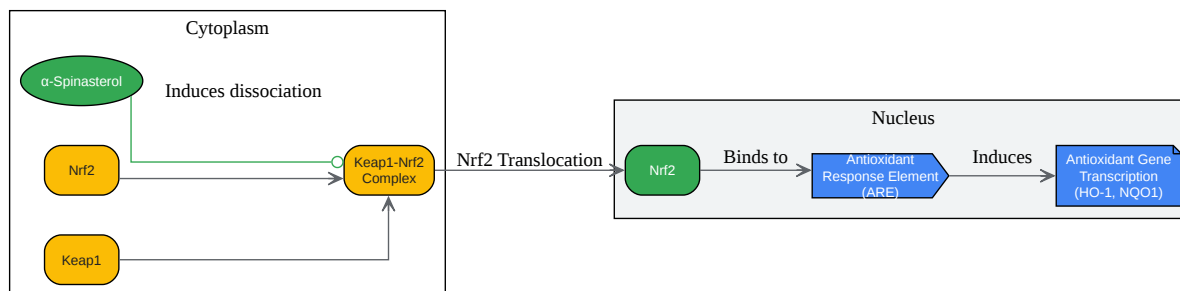 Cytoplasm
α-Spinasterol
Induces dissociation
Nrf2
Keap1-Nrf2
Complex
Keap1
Nrf2 Translocation
Nucleus
Nrf2
Binds to
Antioxidant
Response Element
(ARE)
Induces
Antioxidant Gene
Transcription
(HO-1, NQO1)